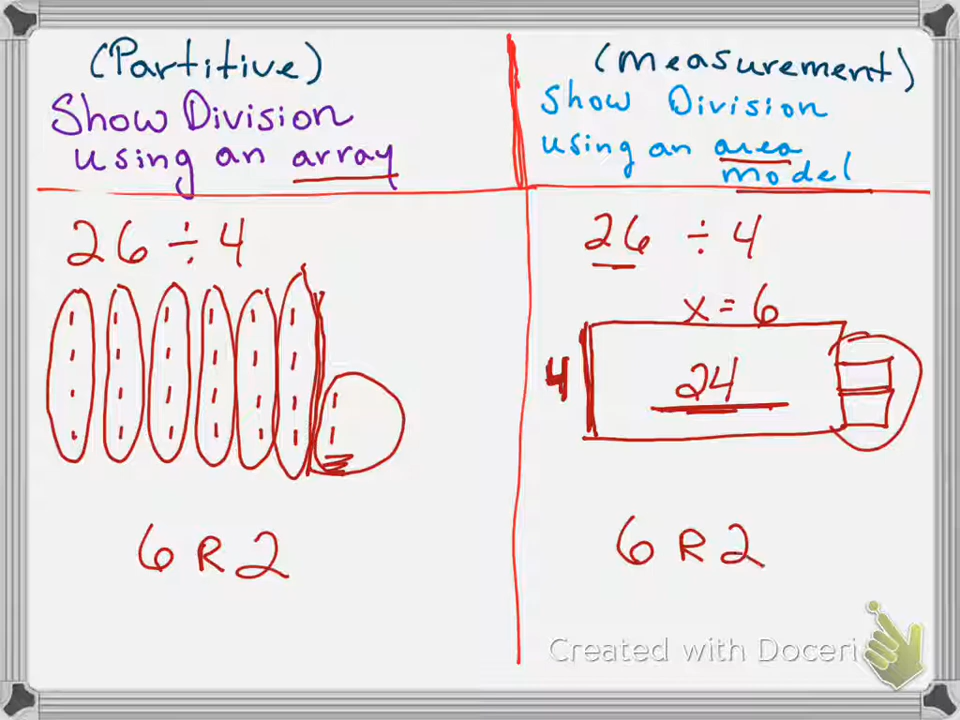 (Partitive)
Show Division
using an array
26 ÷ 4
6 R 2
(measurement)
Show Division
using an area
model
26 ÷ 4
x = 6
4
24
6 R 2
Created with Doceri